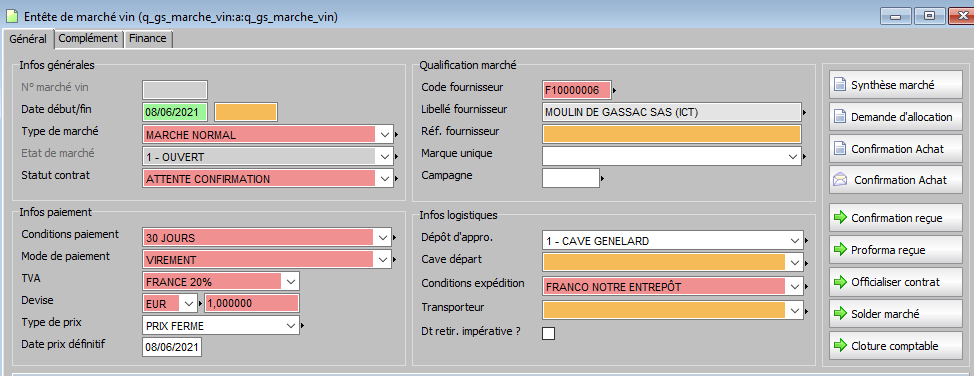 Entête de marché vin (q_gs_marche_vin:a:q_gs_marche_vin)
Général Complément Finance
Infos générales
N° marché vin
Date début/fin 08/06/2021
Type de marché MARCHE NORMAL
Etat de marché 1 - OUVERT
Statut contrat ATTENTE CONFIRMATION
Qualification marché
Code fournisseur F10000006
Libellé fournisseur MOULIN DE GASSAC SAS (ICT)
Réf. fournisseur
Marque unique
Campagne
Infos paiement
Conditions paiement 30 JOURS
Mode de paiement VIREMENT
TVA FRANCE 20%
Devise EUR 1,000000
Type de prix PRIX FERME
Date prix définitif 08/06/2021
Infos logistiques
Dépôt d'appro. 1 - CAVE GENELARD
Cave départ
Conditions expédition FRANCO NOTRE ENTREPÔT
Transporteur
Dt retir. impérative ?
Synthèse marché
Demande d'allocation
Confirmation Achat
Confirmation Achat
Confirmation reçue
Proforma reçue
Officialiser contrat
Solder marché
Cloture comptable